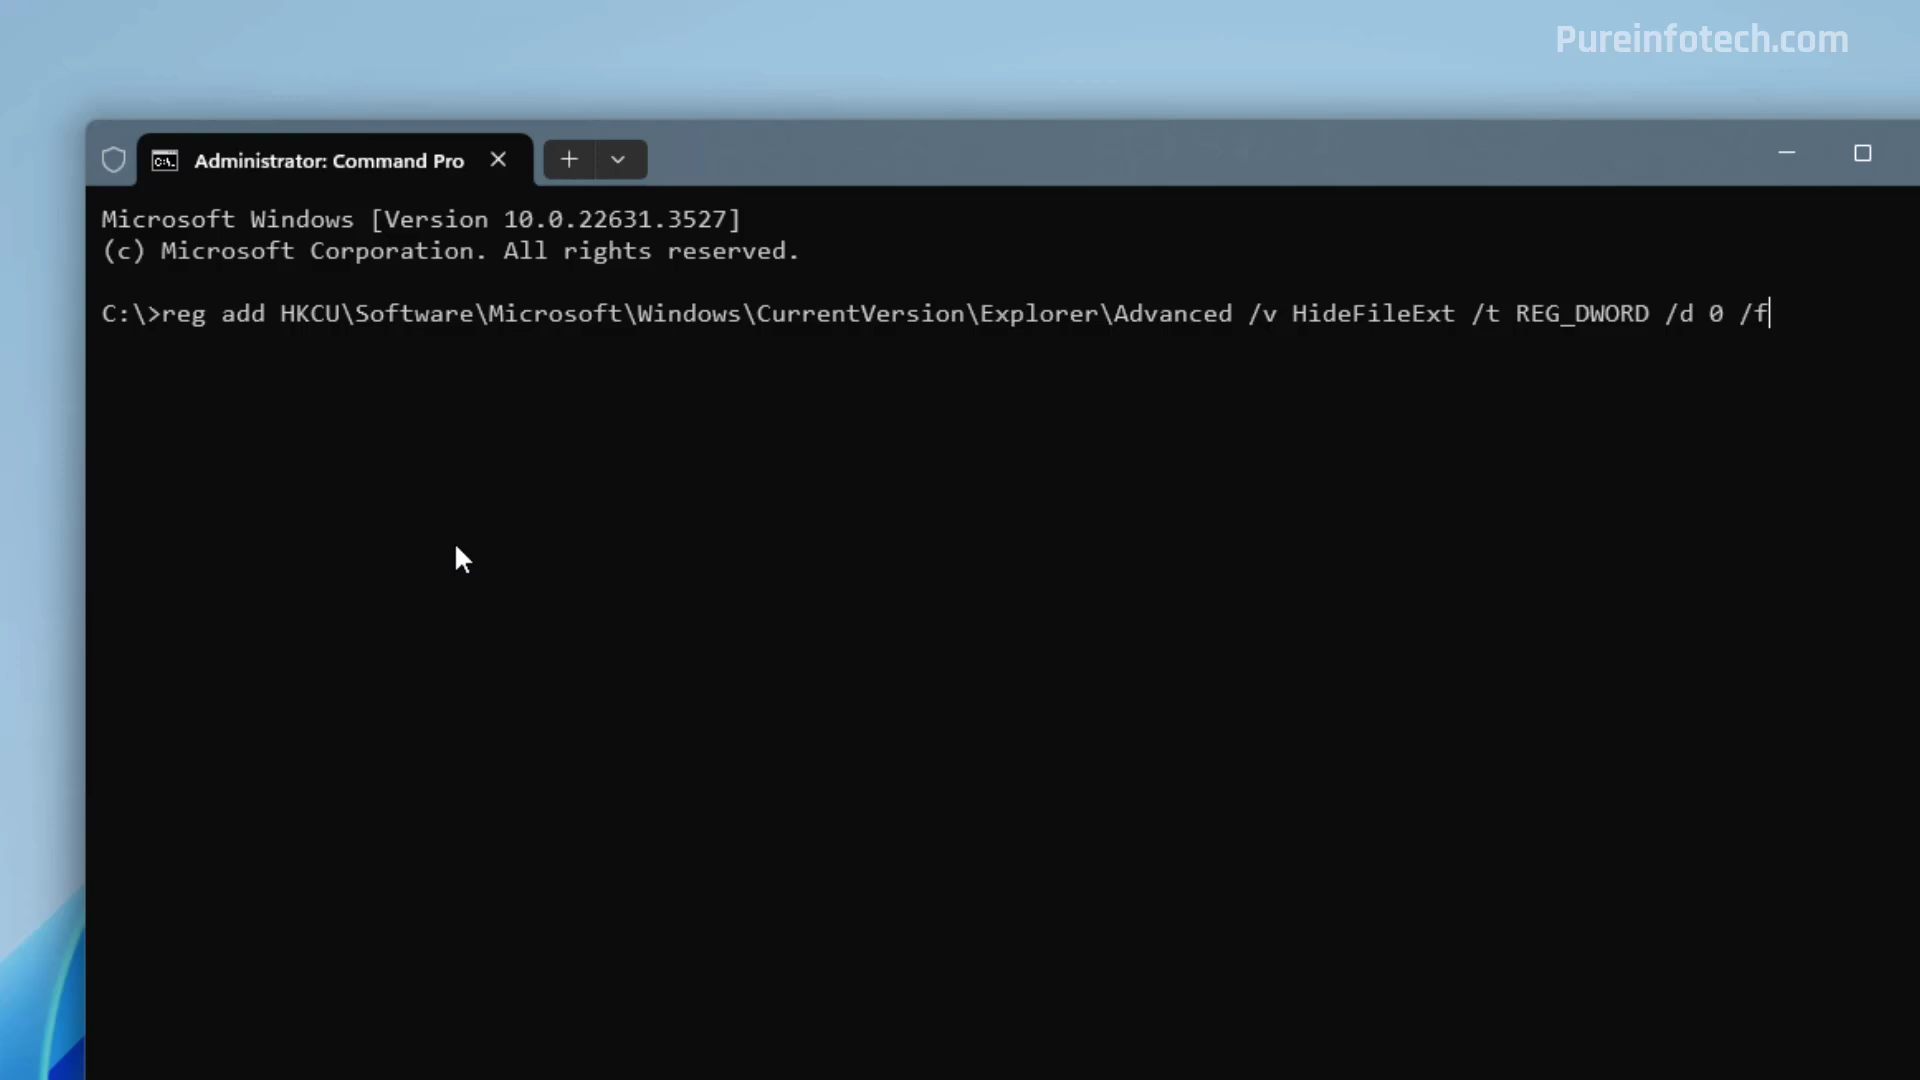 Pureinfotech.com
Administrator: Command Pro
Microsoft Windows [Version 10.0.22631.3527]
(c) Microsoft Corporation. All rights reserved.
C:\>reg add HKCU\Software\Microsoft\Windows\CurrentVersion\Explorer\Advanced /v HideFileExt /t REG_DWORD /d 0 /f